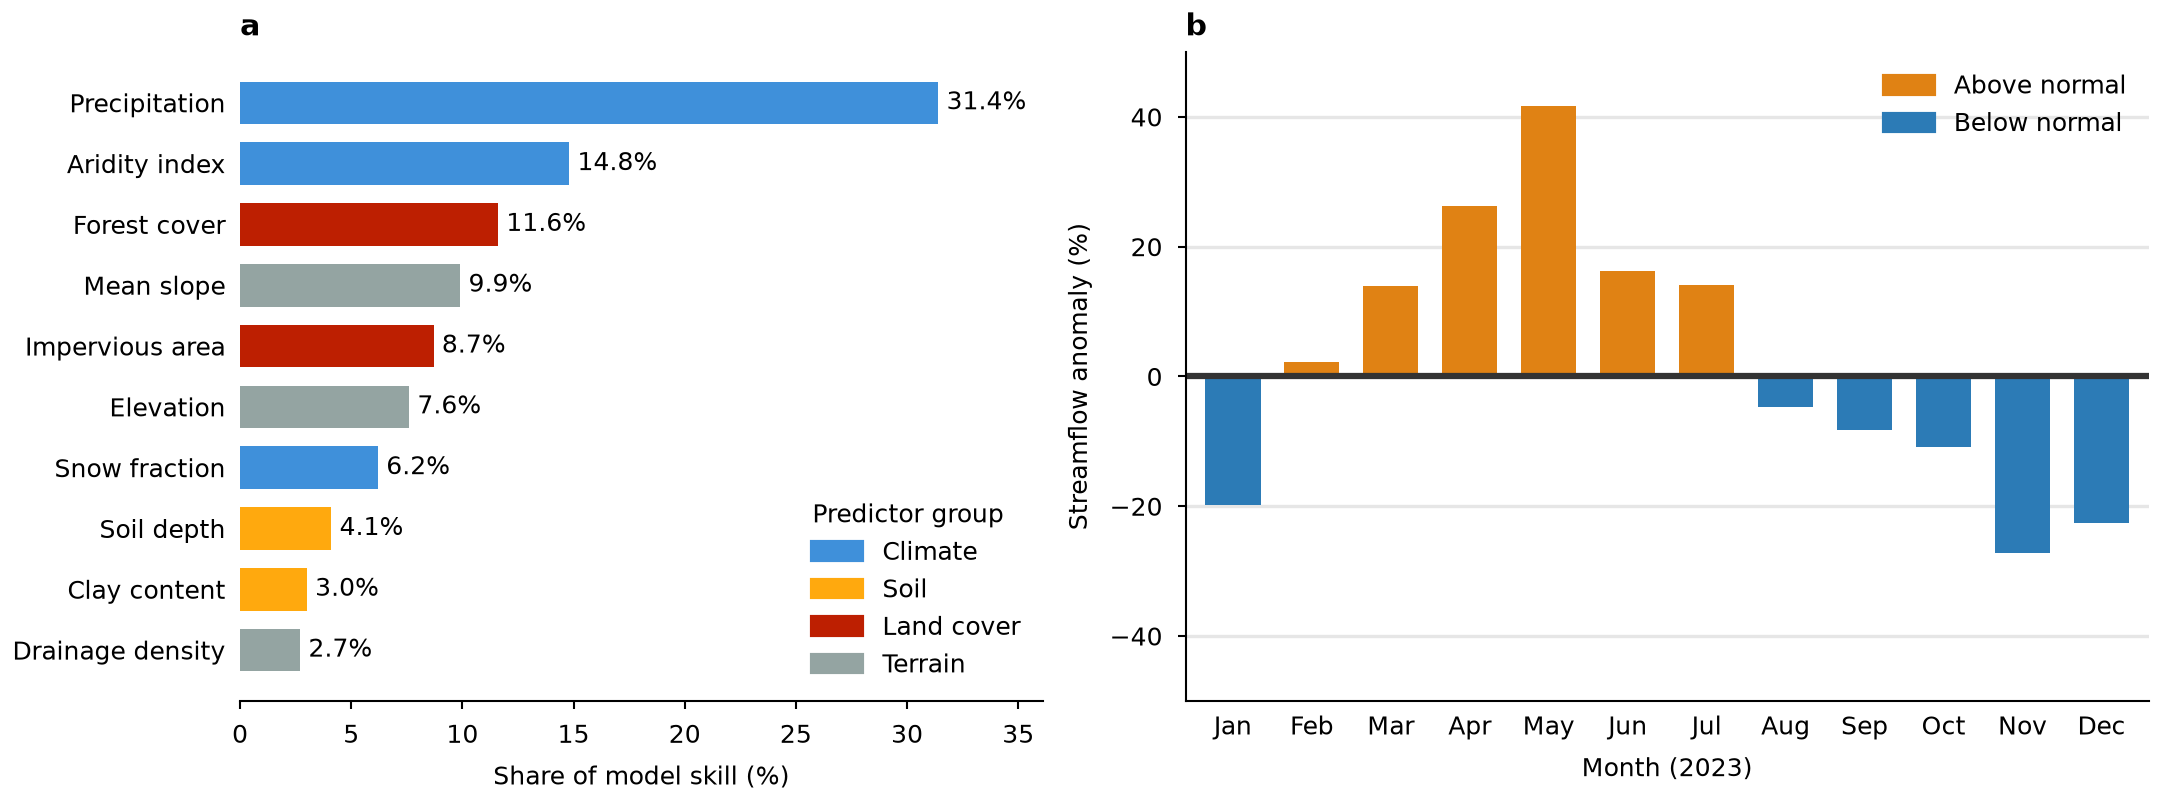 a
Precipitation 31.4%
Aridity index 14.8%
Forest cover 11.6%
Mean slope 9.9%
Impervious area 8.7%
Elevation 7.6%
Snow fraction 6.2%
Soil depth 4.1%
Clay content 3.0%
Drainage density 2.7%
Predictor group
Climate
Soil
Land cover
Terrain
0 5 10 15 20 25 30 35
Share of model skill (%)
b
Above normal
Below normal
Streamflow anomaly (%)
40
20
0
−20
−40
Jan Feb Mar Apr May Jun Jul Aug Sep Oct Nov Dec
Month (2023)